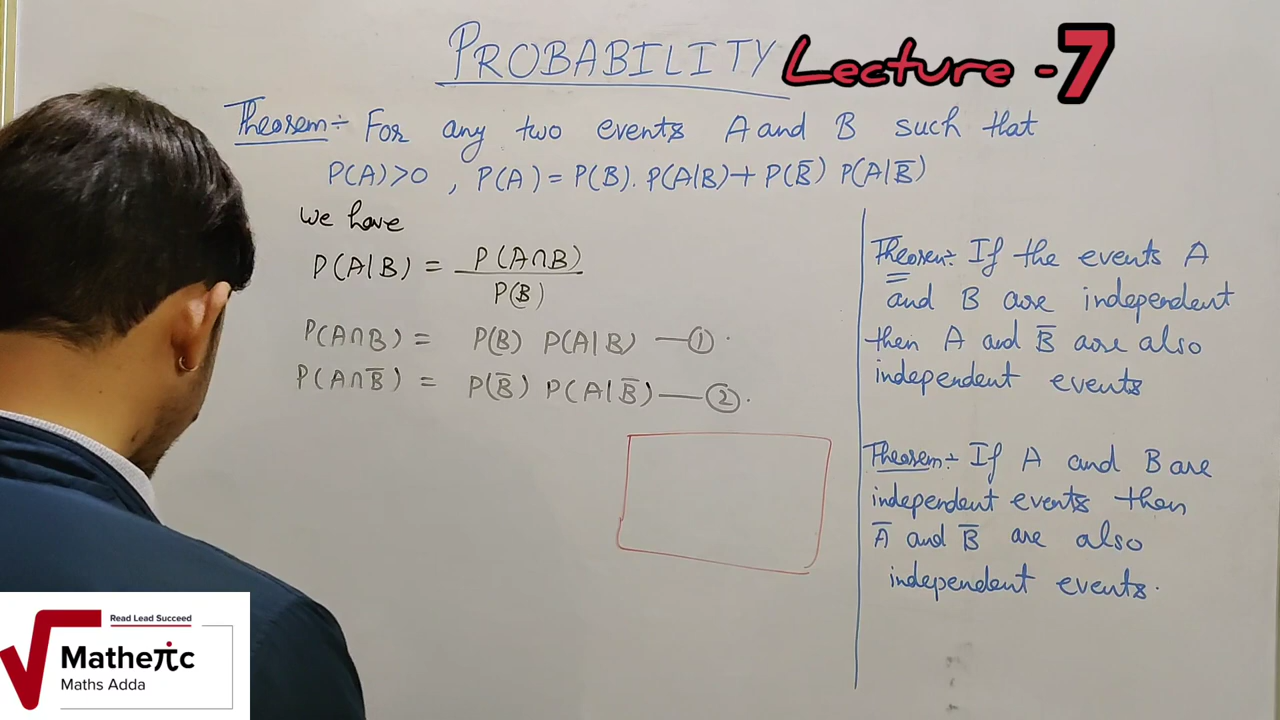 PROBABILITY Lecture -7
Theorem :- For any two events A and B such that
P(A)>0 , P(A) = P(B). P(A|B)+ P(B̅) P(A|B̅)
we have
P(A|B) = P(A∩B)
P(B)
P(A∩B) = P(B) P(A|B) —①.
P(A∩B̅) = P(B̅) P(A|B̅) —②.
Theorem:- If the events A
and B are independent
then A and B̅ are also
independent events
Theorem :- If A and B are
independent events then
A̅ and B̅ are also
independent events.
Read Lead Succeed
Matheπc
Maths Adda